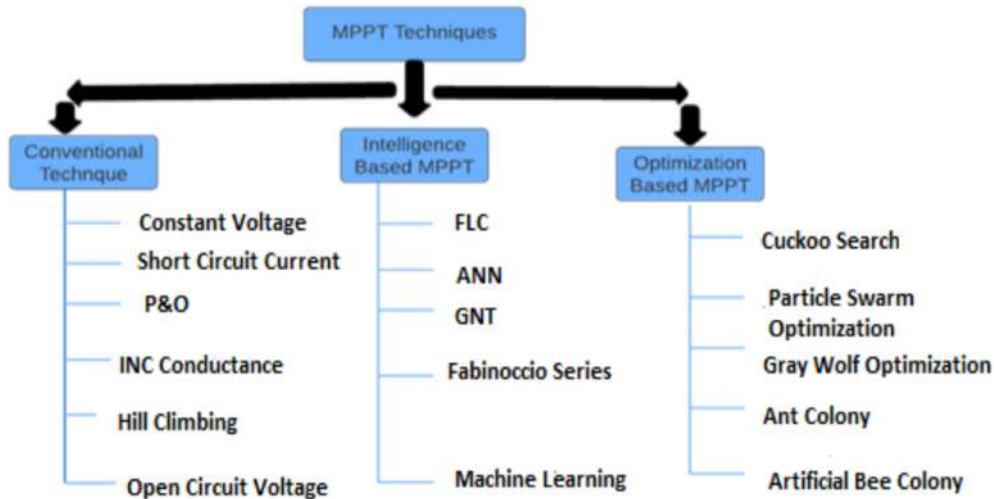 MPPT Techniques
Conventional
Technque
Constant Voltage
Short Circuit Current
P&O
INC Conductance
Hill Climbing
Open Circuit Voltage
Intelligence
Based MPPT
FLC
ANN
GNT
Fabinoccio Series
Machine Learning
Optimization
Based MPPT
Cuckoo Search
Particle Swarm
Optimization
Gray Wolf Optimization
Ant Colony
Artificial Bee Colony